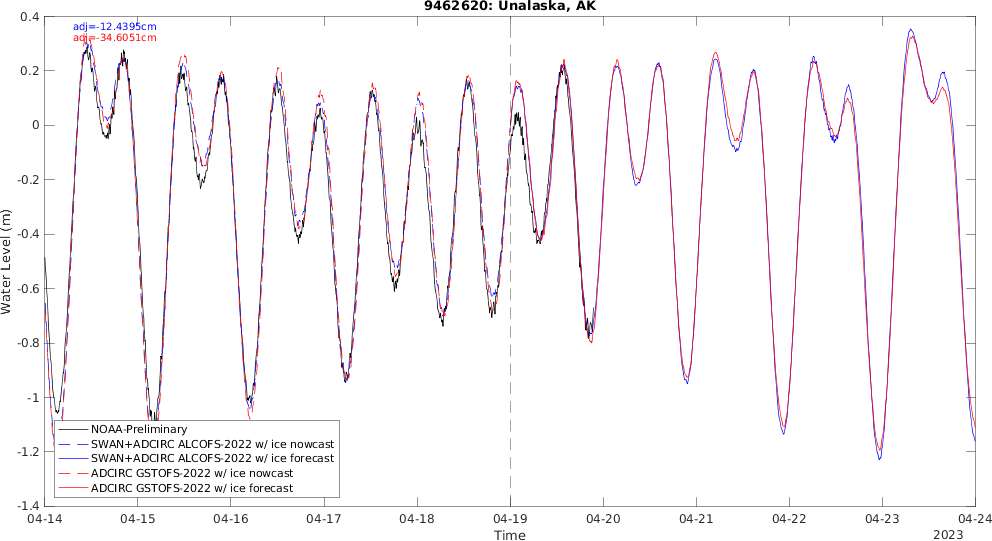 9462620: Unalaska, AK
adj=-12.4395cm
adj=-34.6051cm
0.4
0.2
0
-0.2
-0.4
-0.6
-0.8
-1
-1.2
-1.4
Water Level (m)
NOAA-Preliminary
SWAN+ADCIRC ALCOFS-2022 w/ ice nowcast
SWAN+ADCIRC ALCOFS-2022 w/ ice forecast
ADCIRC GSTOFS-2022 w/ ice nowcast
ADCIRC GSTOFS-2022 w/ ice forecast
04-14 04-15 04-16 04-17 04-18 04-19 04-20 04-21 04-22 04-23 04-24
Time
2023